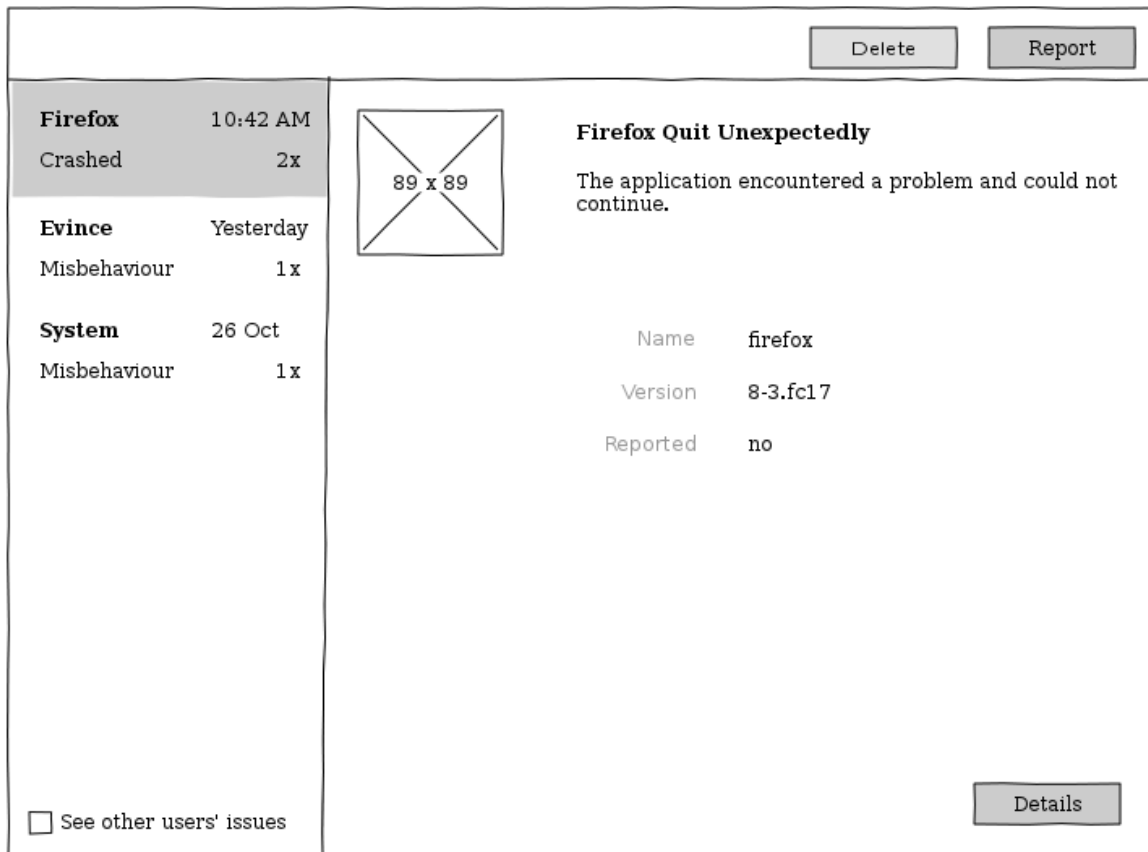 Delete
Report
Firefox 10:42 AM
Crashed 2x
Evince Yesterday
Misbehaviour 1x
System 26 Oct
Misbehaviour 1x
See other users' issues
89 x 89
Firefox Quit Unexpectedly
The application encountered a problem and could not
continue.
Name firefox
Version 8-3.fc17
Reported no
Details